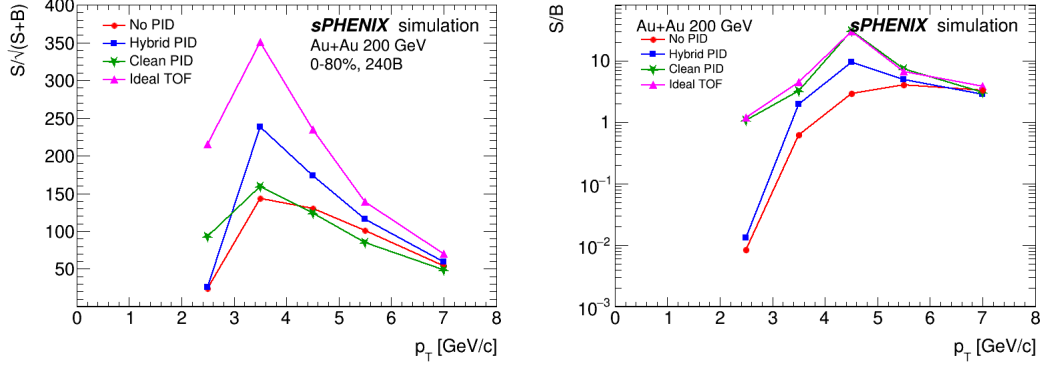 S/√(S+B)
400
350
300
250
200
150
100
50
0 1 2 3 4 5 6 7 8
p_T [GeV/c]
No PID
Hybrid PID
Clean PID
Ideal TOF
sPHENIX simulation
Au+Au 200 GeV
0-80%, 240B
S/B
10
1
10⁻¹
10⁻²
10⁻³
0 1 2 3 4 5 6 7 8
p_T [GeV/c]
sPHENIX simulation
Au+Au 200 GeV
No PID
Hybrid PID
Clean PID
Ideal TOF